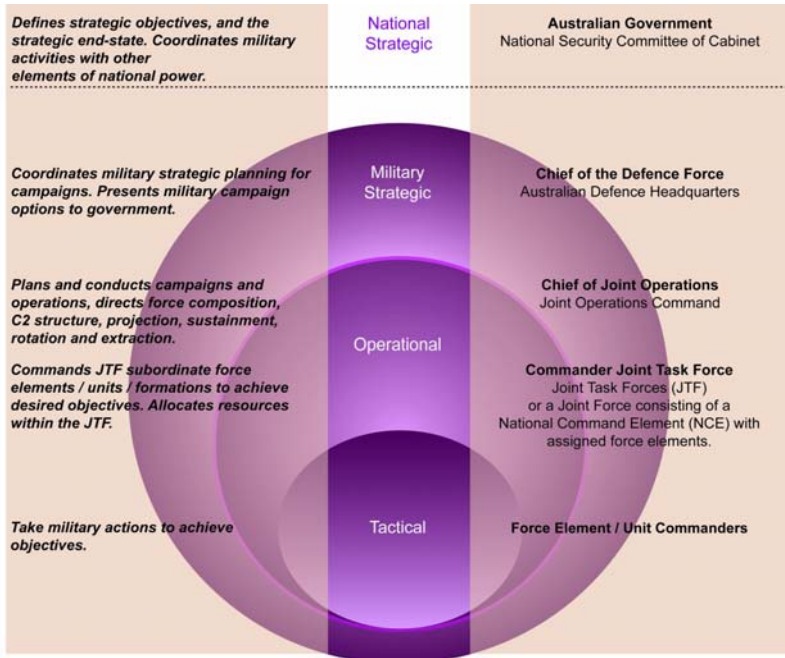 Defines strategic objectives, and the
strategic end-state. Coordinates military
activities with other
elements of national power.
National
Strategic
Australian Government
National Security Committee of Cabinet
Coordinates military strategic planning for
campaigns. Presents military campaign
options to government.
Military
Strategic
Chief of the Defence Force
Australian Defence Headquarters
Plans and conducts campaigns and
operations, directs force composition,
C2 structure, projection, sustainment,
rotation and extraction.
Operational
Chief of Joint Operations
Joint Operations Command
Commands JTF subordinate force
elements / units / formations to achieve
desired objectives. Allocates resources
within the JTF.
Commander Joint Task Force
Joint Task Forces (JTF)
or a Joint Force consisting of a
National Command Element (NCE) with
assigned force elements.
Take military actions to achieve
objectives.
Tactical
Force Element / Unit Commanders